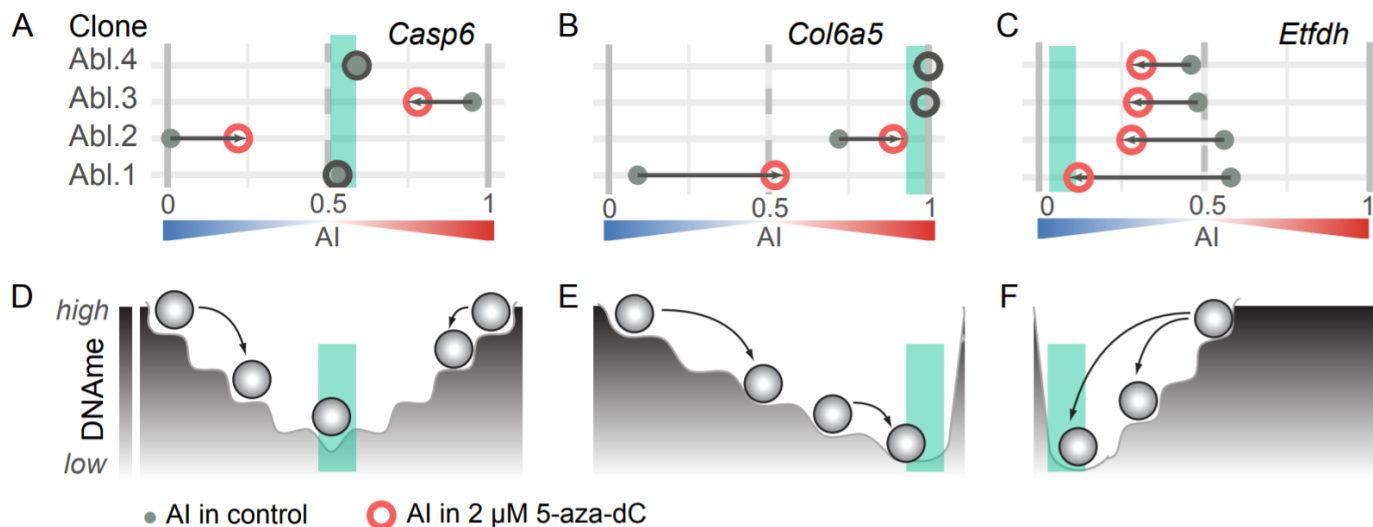 A Clone Casp6
Abl.4
Abl.3
Abl.2
Abl.1
0 0.5 1
AI
B Col6a5
0 0.5 1
AI
C Etfdh
0 0.5 1
AI
D E F
high
DNAme
low
AI in control AI in 2 µM 5-aza-dC